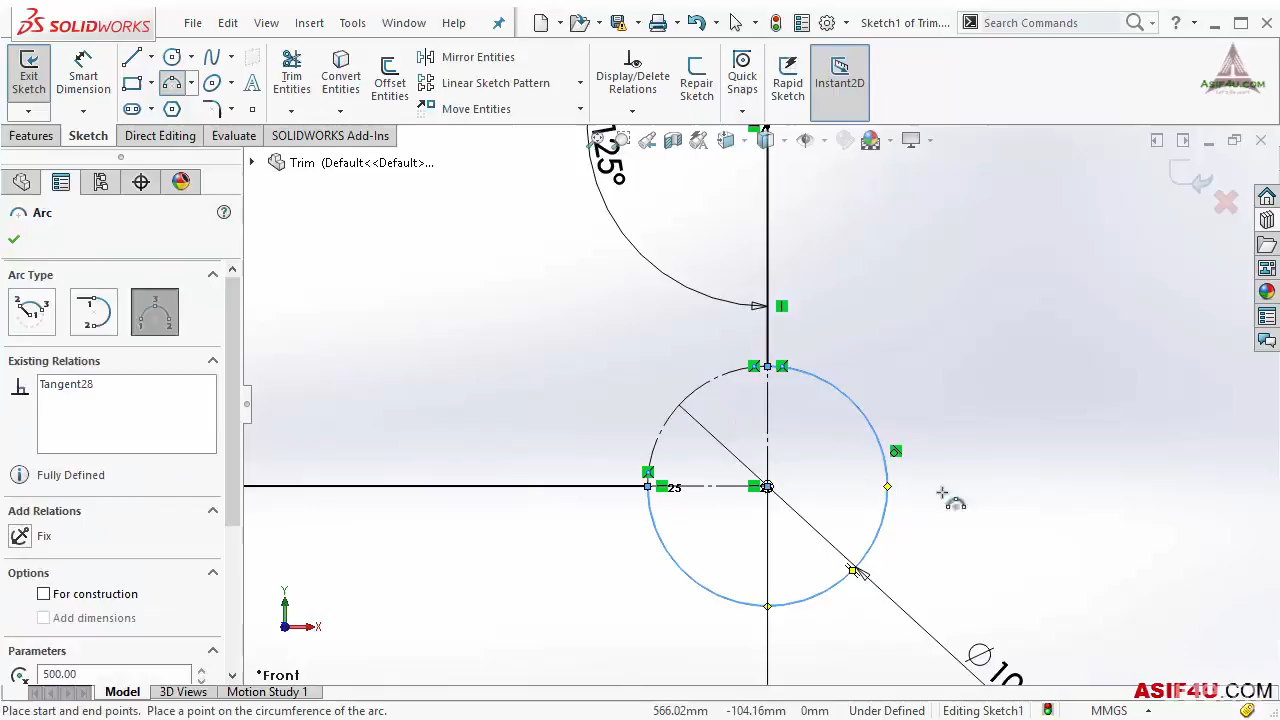 SOLIDWORKS
File Edit View Insert Tools Window Help
Sketch1 of Trim....
Search Commands
Exit Sketch
Smart Dimension
Trim Entities
Convert Entities
Offset Entities
Mirror Entities
Linear Sketch Pattern
Move Entities
Display/Delete Relations
Repair Sketch
Quick Snaps
Rapid Sketch
Instant2D
ASIF4U.COM
Features Sketch Direct Editing Evaluate SOLIDWORKS Add-Ins
Trim (Default<<Default>...
Arc
Arc Type
Existing Relations
Tangent28
Fully Defined
Add Relations
Fix
Options
For construction
Add dimensions
Parameters
500.00
125°
25
Ø 10
Y
X
*Front
Model 3D Views Motion Study 1
ASIF4U.COM
Place start and end points. Place a point on the circumference of the arc.
566.02mm -104.16mm 0mm Under Defined Editing Sketch1 MMGS